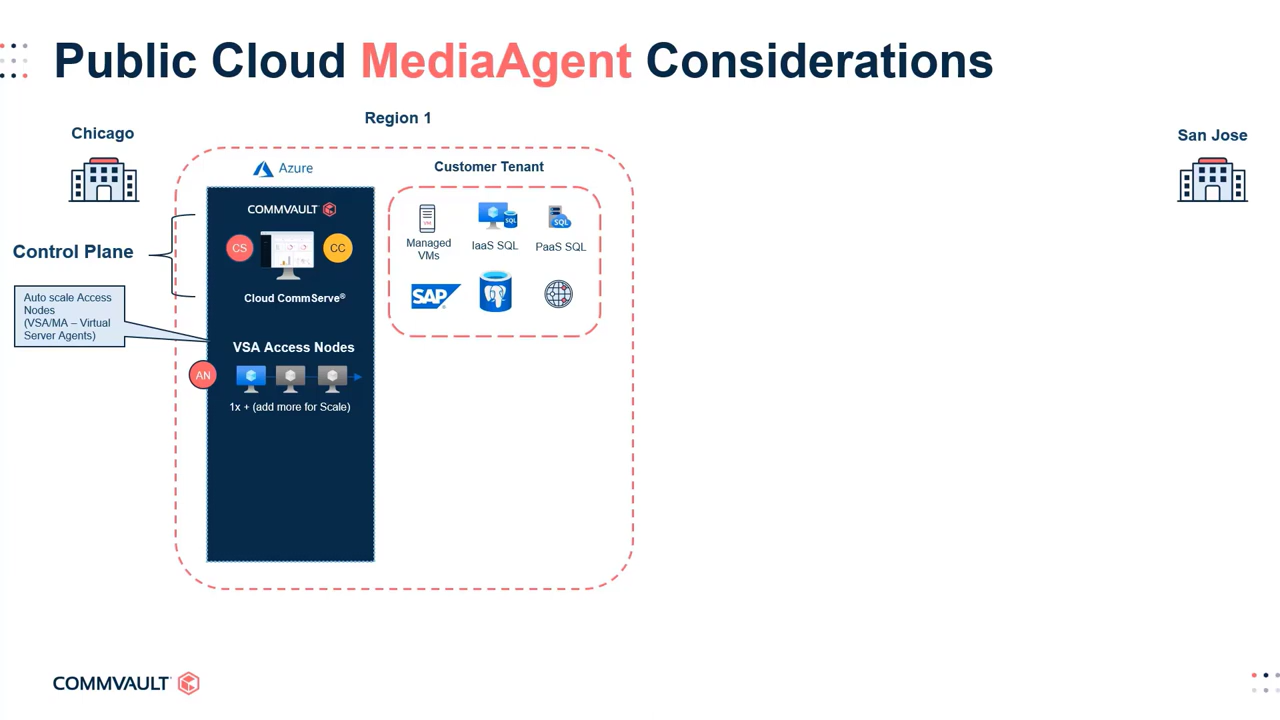 Public Cloud MediaAgent Considerations
Region 1
Chicago
San Jose
Azure
Customer Tenant
COMMVAULT
CS
CC
Cloud CommServe®
Control Plane
VM
Managed
VMs
SQL
IaaS SQL
SQL
PaaS SQL
SAP
Auto scale Access
Nodes
(VSA/MA – Virtual
Server Agents)
VSA Access Nodes
AN
1x + (add more for Scale)
COMMVAULT